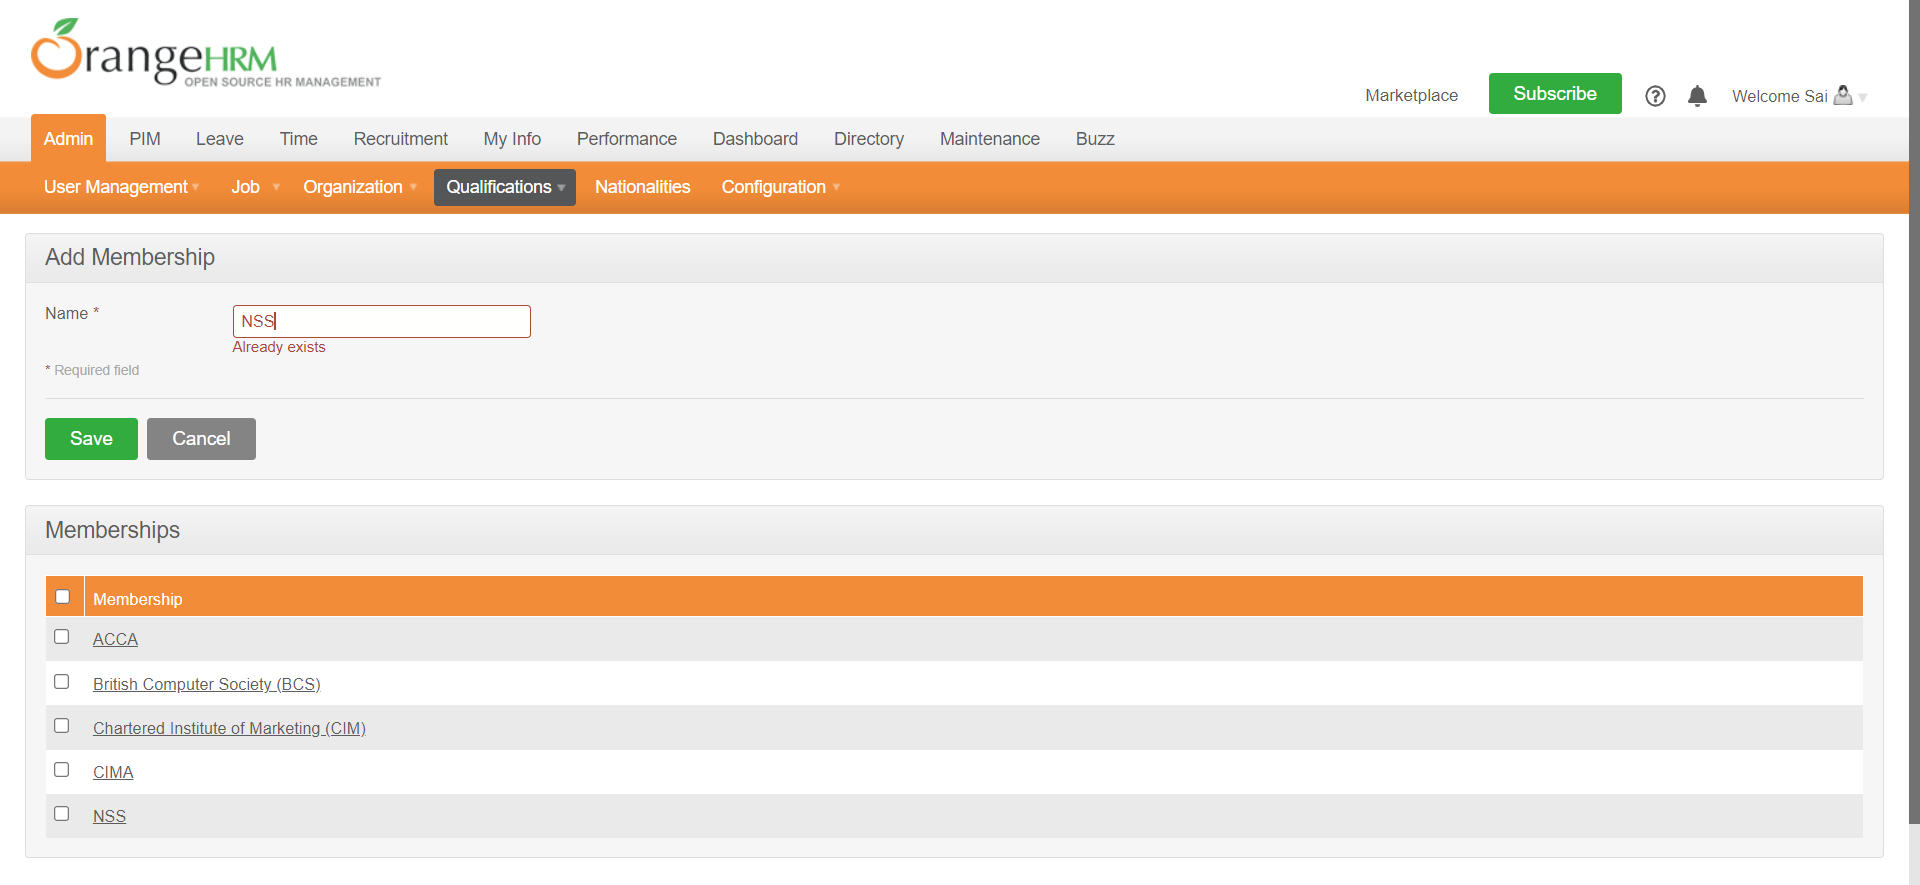 OrangeHRM
OPEN SOURCE HR MANAGEMENT
Marketplace Subscribe Welcome Sai
Admin PIM Leave Time Recruitment My Info Performance Dashboard Directory Maintenance Buzz
User Management Job Organization Qualifications Nationalities Configuration
Add Membership
Name * NSS
Already exists
* Required field
Save Cancel
Memberships
Membership
ACCA
British Computer Society (BCS)
Chartered Institute of Marketing (CIM)
CIMA
NSS